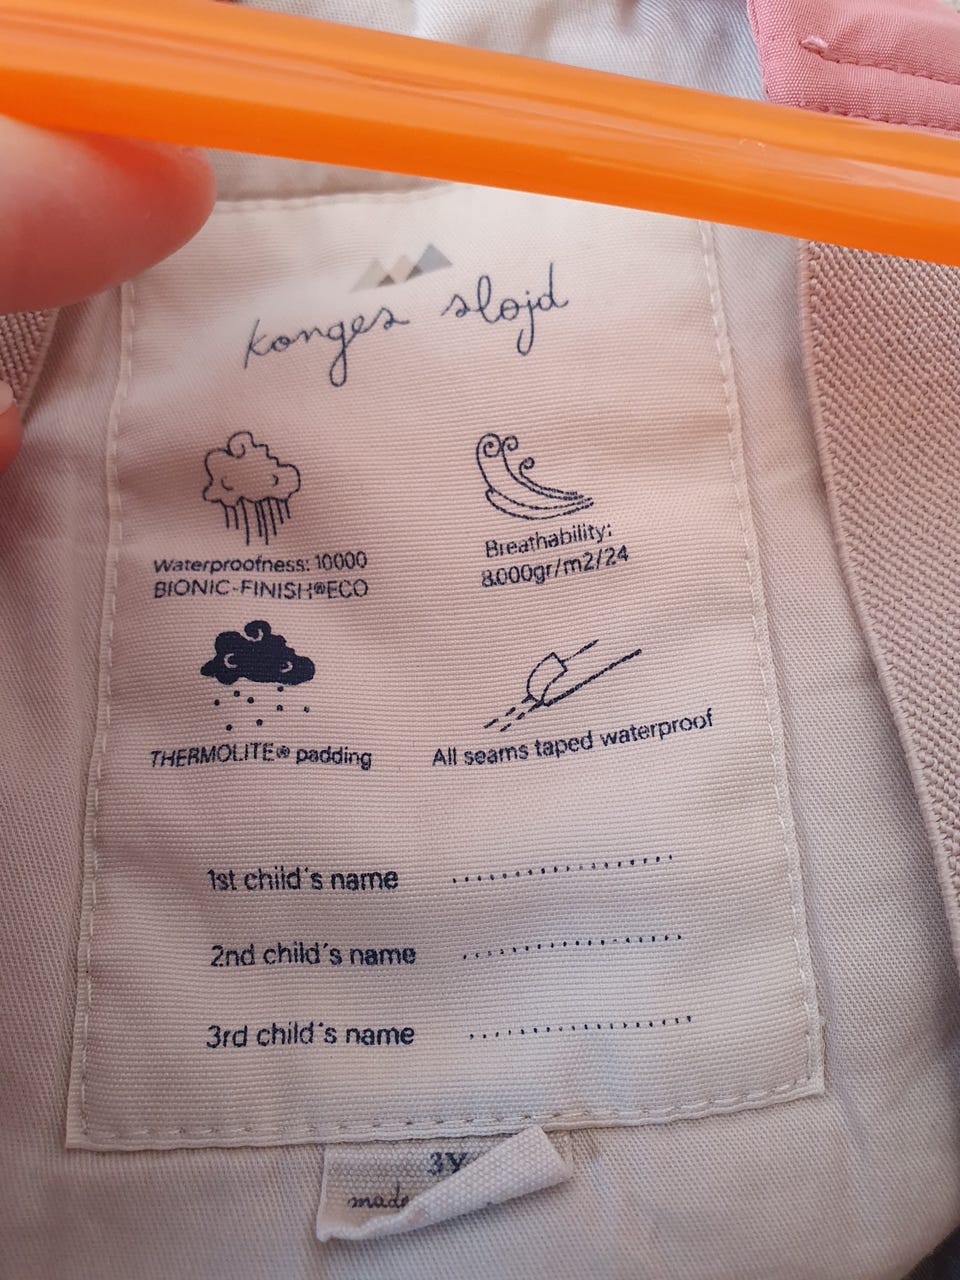 konges sløjd
Waterproofness: 10000
BIONIC-FINISH®ECO
Breathability:
8.000gr/m2/24
THERMOLITE® padding
All seams taped waterproof
1st child´s name ....................
2nd child´s name ....................
3rd child´s name ....................
3Y
made